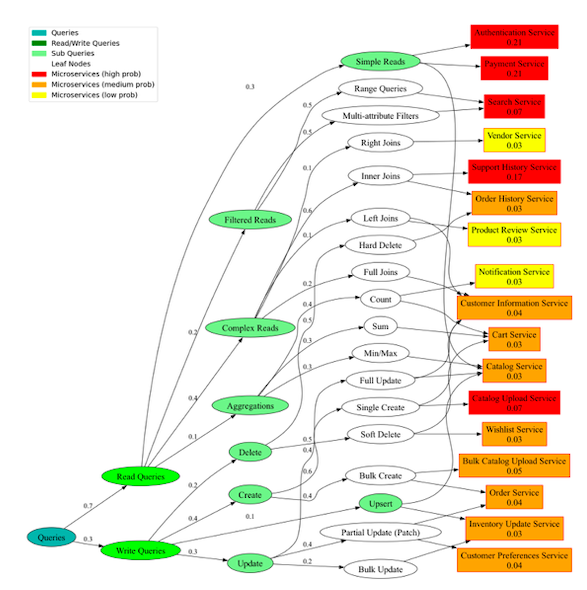 Queries
Read/Write Queries
Sub Queries
Leaf Nodes
Microservices (high prob)
Microservices (medium prob)
Microservices (low prob)
Authentication Service
0.21
Simple Reads
Payment Service
0.21
0.3
Range Queries
Search Service
0.07
0.5
Multi-attribute Filters
0.5
Right Joins
Vendor Service
0.03
0.1
Inner Joins
Support History Service
0.17
Order History Service
0.03
0.6
Filtered Reads
Left Joins
0.1
Product Review Service
0.03
Hard Delete
0.2
Full Joins
Notification Service
0.03
0.4
Count
Customer Information Service
0.04
0.5
Complex Reads
Sum
0.2
Cart Service
0.03
0.3
Min/Max
Catalog Service
0.03
Full Update
0.4
Aggregations
Single Create
Catalog Upload Service
0.07
0.1
Soft Delete
Wishlist Service
0.03
0.5
0.4
Delete
Bulk Catalog Upload Service
0.05
0.6
Read Queries
Bulk Create
0.2
Create
0.4
Order Service
0.04
Upsert
0.7
0.4
0.1
Inventory Update Service
0.03
Partial Update (Patch)
Queries
0.3
Write Queries
0.3
0.4
Update
0.2
Customer Preferences Service
0.04
Bulk Update